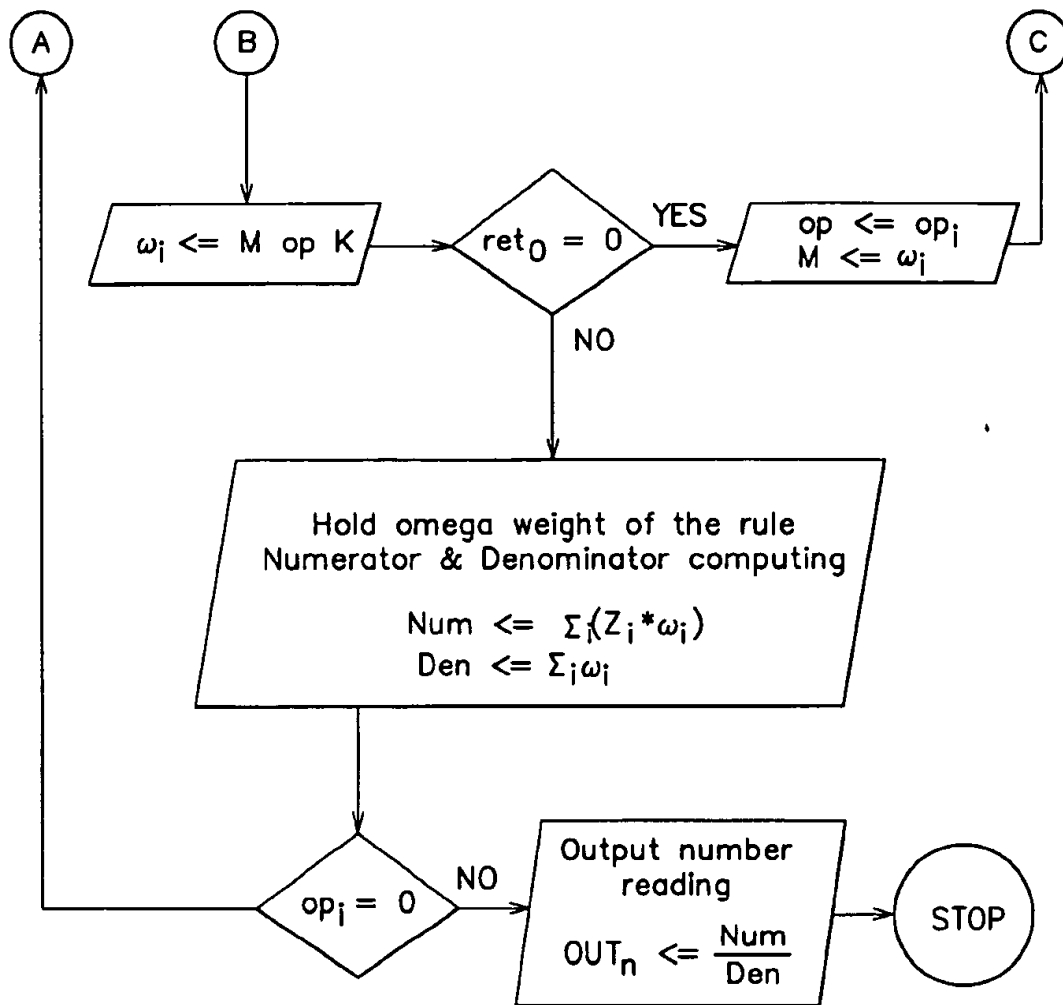 A
B
C
ωi <= M op K
ret0 = 0
YES
op <= opi
M <= ωi
NO
Hold omega weight of the rule
Numerator & Denominator computing
Num <= Σi(Zi*ωi)
Den <= Σiωi
opi = 0
NO
Output number
reading
OUTn <= Num
Den
STOP